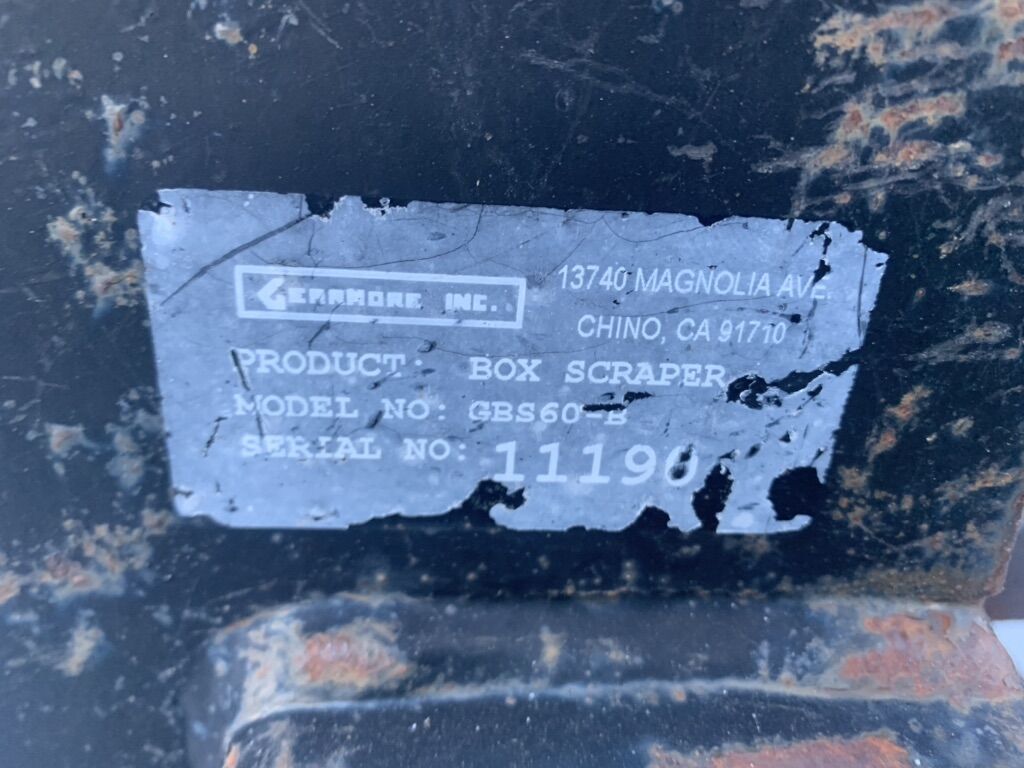 GEARMORE INC.
13740 MAGNOLIA AVE.
CHINO, CA 91710
PRODUCT: BOX SCRAPER
MODEL NO: GBS60-B
SERIAL NO: 11190